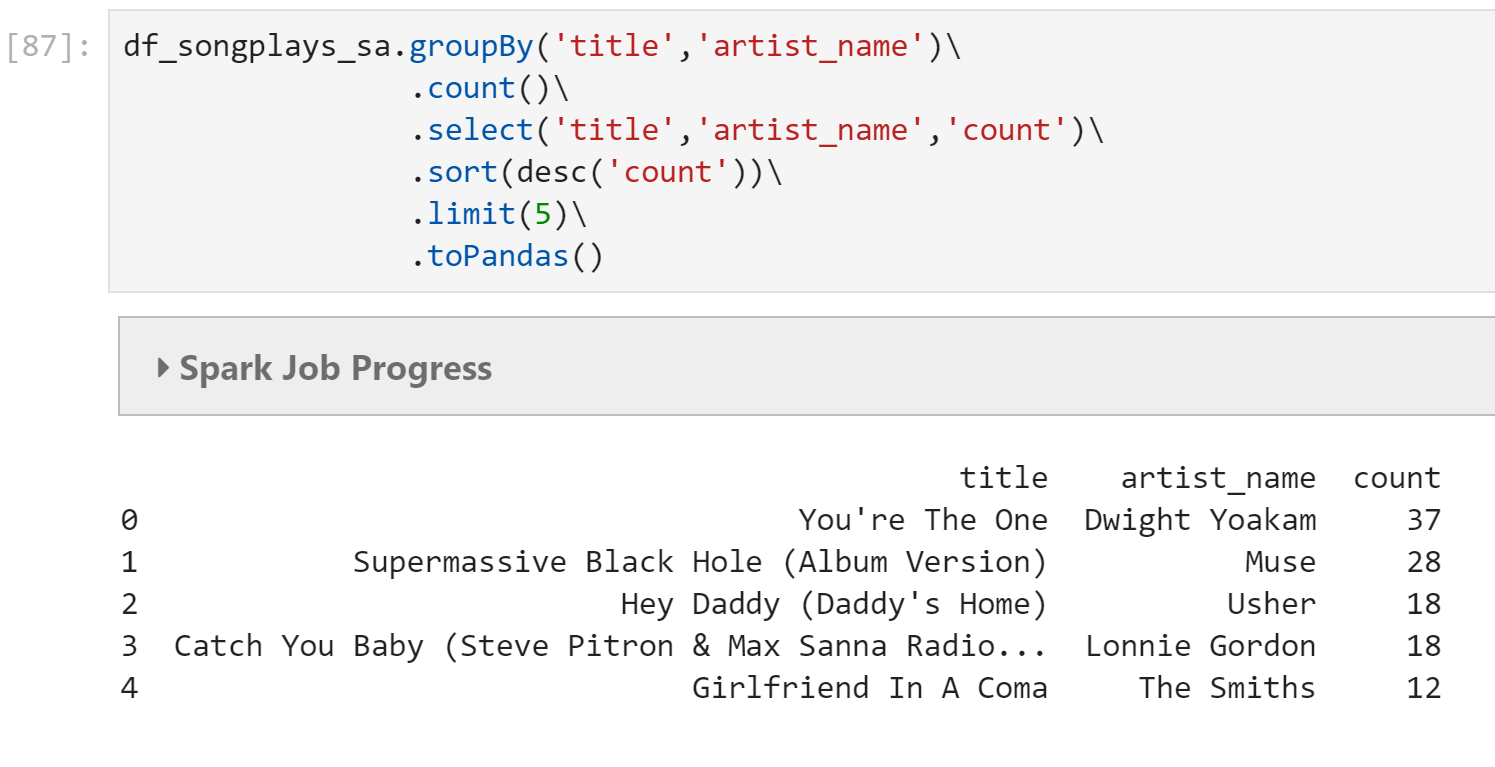 [87]: df_songplays_sa.groupBy('title','artist_name')\
.count()\
.select('title','artist_name','count')\
.sort(desc('count'))\
.limit(5)\
.toPandas()
Spark Job Progress
title artist_name count
0 You're The One Dwight Yoakam 37
1 Supermassive Black Hole (Album Version) Muse 28
2 Hey Daddy (Daddy's Home) Usher 18
3 Catch You Baby (Steve Pitron & Max Sanna Radio... Lonnie Gordon 18
4 Girlfriend In A Coma The Smiths 12